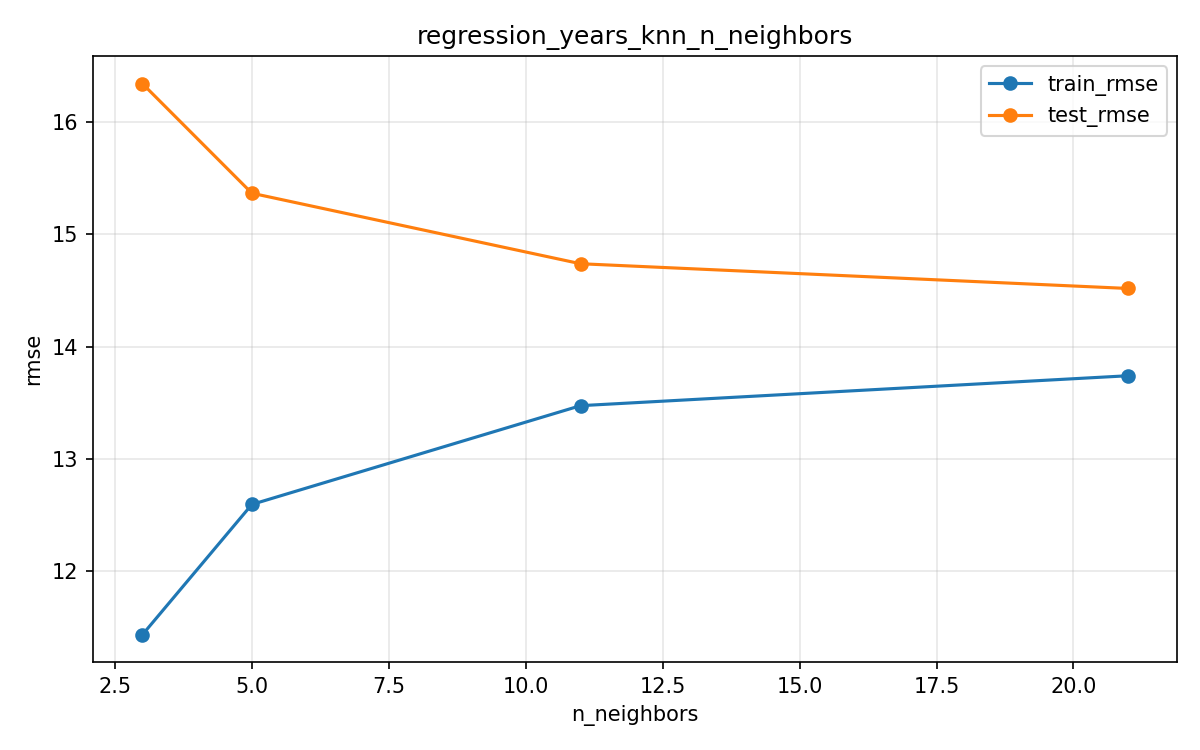 regression_years_knn_n_neighbors
train_rmse
test_rmse
16
15
14
13
12
rmse
2.5 5.0 7.5 10.0 12.5 15.0 17.5 20.0
n_neighbors